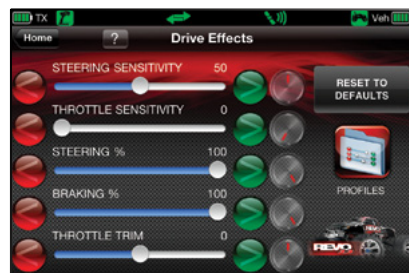 TX Veh
Home ? Drive Effects
STEERING SENSITIVITY 50
THROTTLE SENSITIVITY 0
STEERING % 100
BRAKING % 100
THROTTLE TRIM 0
RESET TO
DEFAULTS
PROFILES
REVO